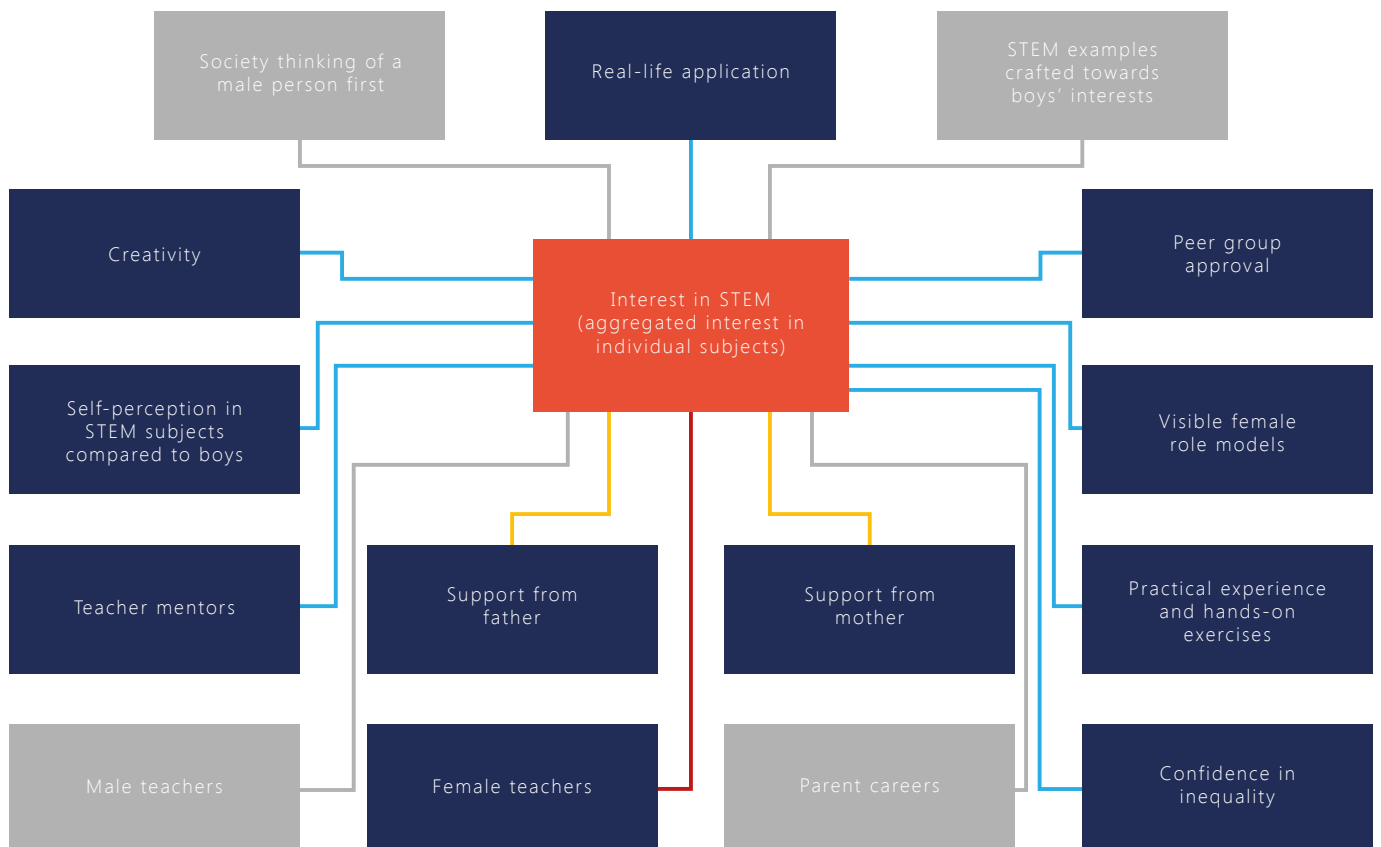 Society thinking of a
male person first
Real-life application
STEM examples
crafted towards
boys’ interests
Creativity
Peer group
approval
Interest in STEM
(aggregated interest in
individual subjects)
Self-perception in
STEM subjects
compared to boys
Visible female
role models
Teacher mentors
Support from
father
Support from
mother
Practical experience
and hands-on
exercises
Male teachers
Female teachers
Parent careers
Confidence in
inequality